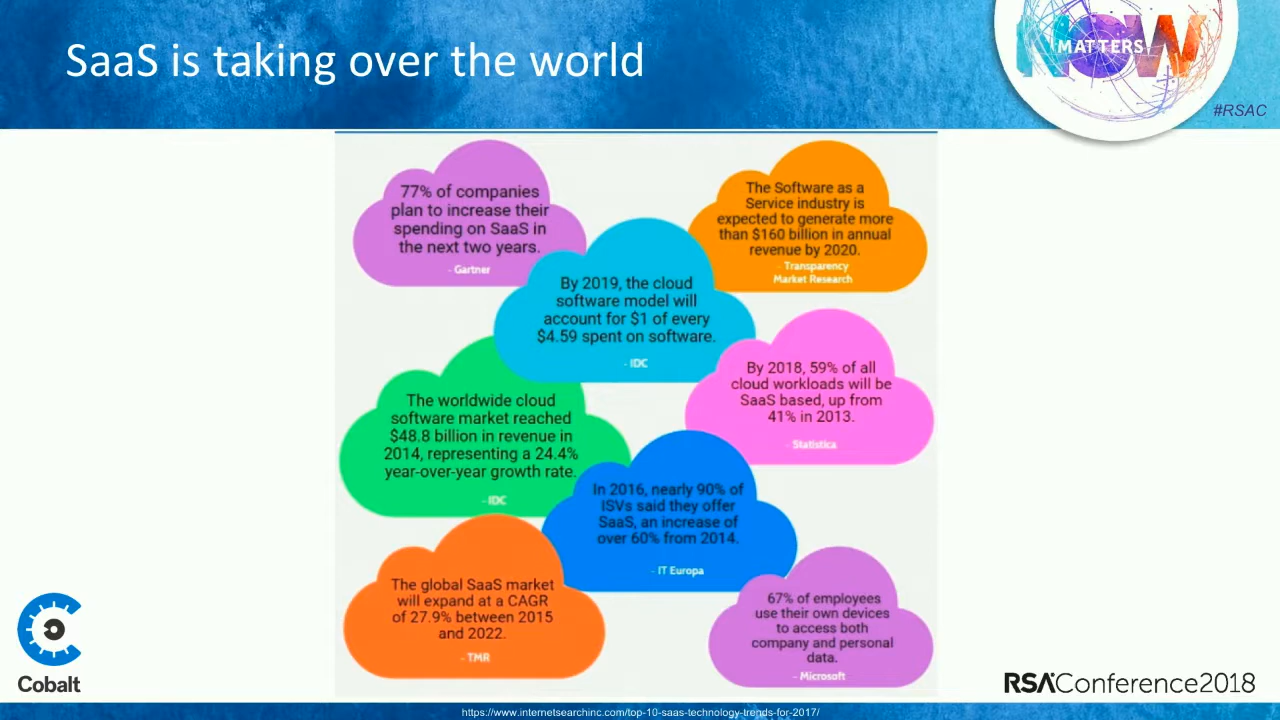 SaaS is taking over the world
NOW
MATTERS
#RSAC
77% of companies
plan to increase their
spending on SaaS in
the next two years.
- Gartner
The Software as a
Service industry is
expected to generate more
than $160 billion in annual
revenue by 2020.
- Transparency
Market Research
By 2019, the cloud
software model will
account for $1 of every
$4.59 spent on software.
- IDC
By 2018, 59% of all
cloud workloads will be
SaaS based, up from
41% in 2013.
- Statistica
The worldwide cloud
software market reached
$48.8 billion in revenue in
2014, representing a 24.4%
year-over-year growth rate.
- IDC
In 2016, nearly 90% of
ISVs said they offer
SaaS, an increase of
over 60% from 2014.
- IT Europa
The global SaaS market
will expand at a CAGR
of 27.9% between 2015
and 2022.
- TMR
67% of employees
use their own devices
to access both
company and personal
data.
- Microsoft
Cobalt
RSAConference2018
https://www.internetsearchinc.com/top-10-saas-technology-trends-for-2017/